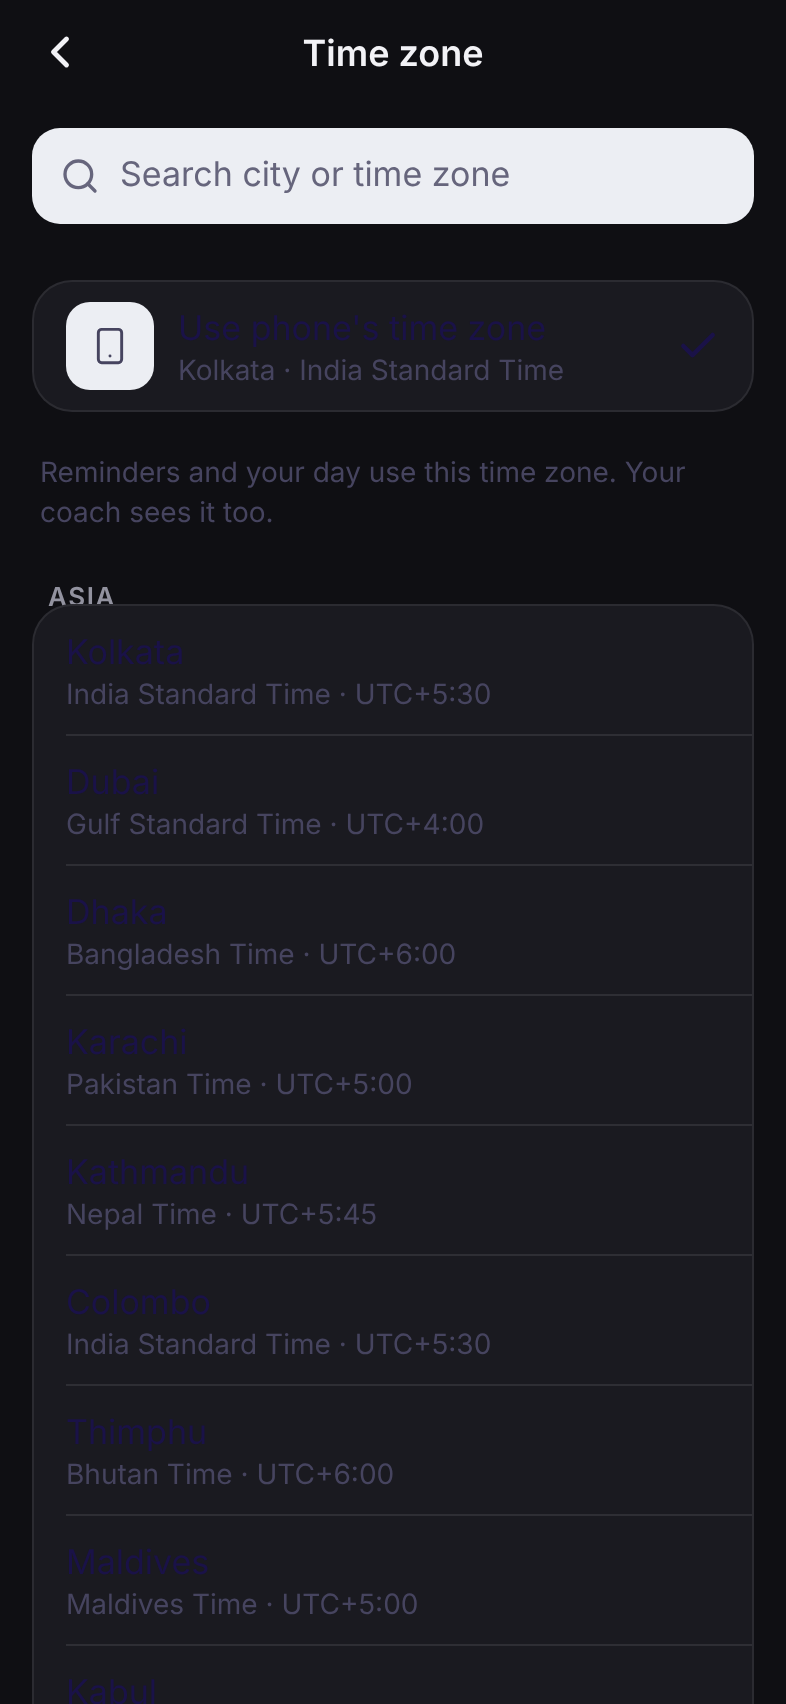 Time zone
Search city or time zone
Use phone's time zone
Kolkata · India Standard Time
Reminders and your day use this time zone. Your
coach sees it too.
ASIA
Kolkata
India Standard Time · UTC+5:30
Dubai
Gulf Standard Time · UTC+4:00
Dhaka
Bangladesh Time · UTC+6:00
Karachi
Pakistan Time · UTC+5:00
Kathmandu
Nepal Time · UTC+5:45
Colombo
India Standard Time · UTC+5:30
Thimphu
Bhutan Time · UTC+6:00
Maldives
Maldives Time · UTC+5:00
Kabul